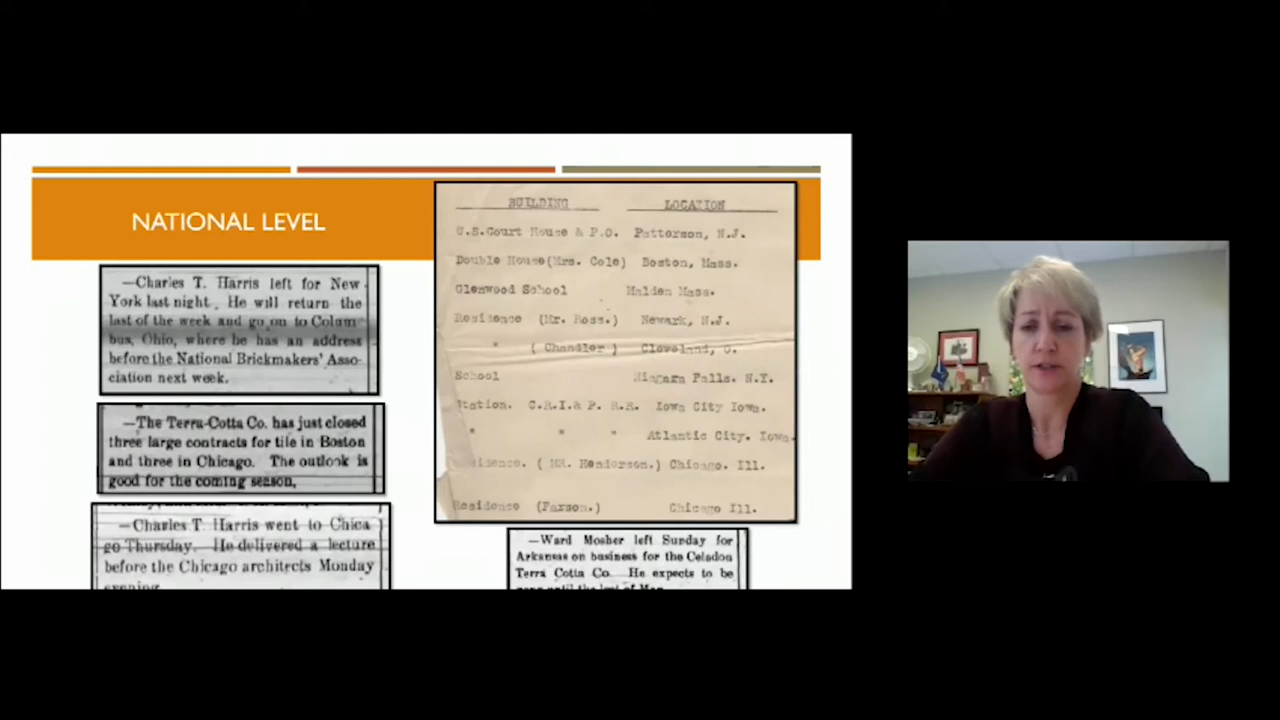 NATIONAL LEVEL
—Charles T. Harris left for New
York last night. He will return the
last of the week and go on to Colum-
bus, Ohio, where he has an address
before the National Brickmakers' Asso-
ciation next week.
—The Terra-Cotta Co. has just closed
three large contracts for tile in Boston
and three in Chicago. The outlook is
good for the coming season.
—Charles T. Harris went to Chica
go Thursday. He delivered a lecture
before the Chicago architects Monday
evening.
BUILDING LOCATION
U.S.Court House & P.O. Patterson, N.J.
Double House(Mrs. Cole) Boston, Mass.
Glenwood School Malden Mass.
Residence (Mr. Ross.) Newark, N.J.
" ( Chandler ) Cleveland, O.
School Niagara Falls. N.Y.
Station. C.R.I.& P. R.R. Iowa City Iowa.
" " " Atlantic City. Iowa.
sidence. ( MR. Henderson.) Chicago. Ill.
Residence (Farson.) Chicago Ill.
—Ward Mosher left Sunday for
Arkansas on business for the Celadon
Terra Cotta Co. He expects to be